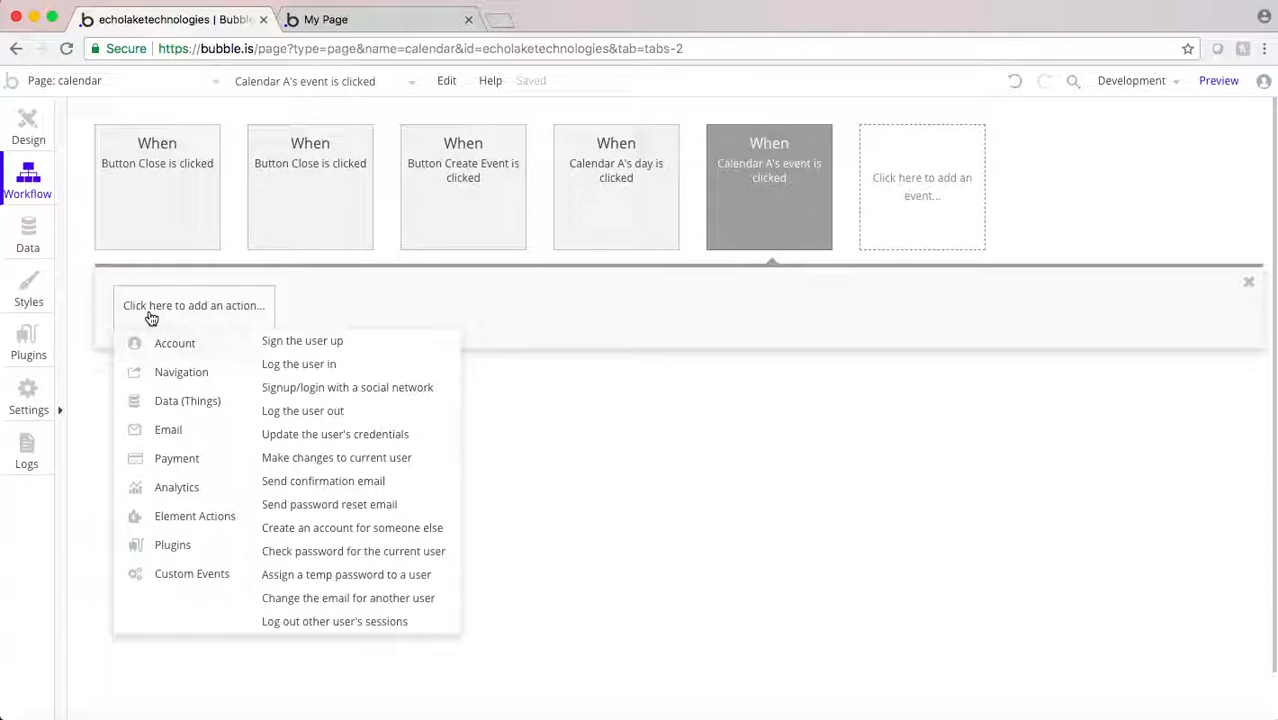 echolaketechnologies | Bubble
My Page
Secure https://bubble.is/page?type=page&name=calendar&id=echolaketechnologies&tab=tabs-2
Page: calendar
Calendar A's event is clicked
Edit
Help
Saved
Development
Preview
Design
Workflow
Data
Styles
Plugins
Settings
Logs
When
Button Close is clicked
When
Button Close is clicked
When
Button Create Event is
clicked
When
Calendar A's day is
clicked
When
Calendar A's event is
clicked
Click here to add an
event...
Click here to add an action...
Account
Navigation
Data (Things)
Email
Payment
Analytics
Element Actions
Plugins
Custom Events
Sign the user up
Log the user in
Signup/login with a social network
Log the user out
Update the user's credentials
Make changes to current user
Send confirmation email
Send password reset email
Create an account for someone else
Check password for the current user
Assign a temp password to a user
Change the email for another user
Log out other user's sessions